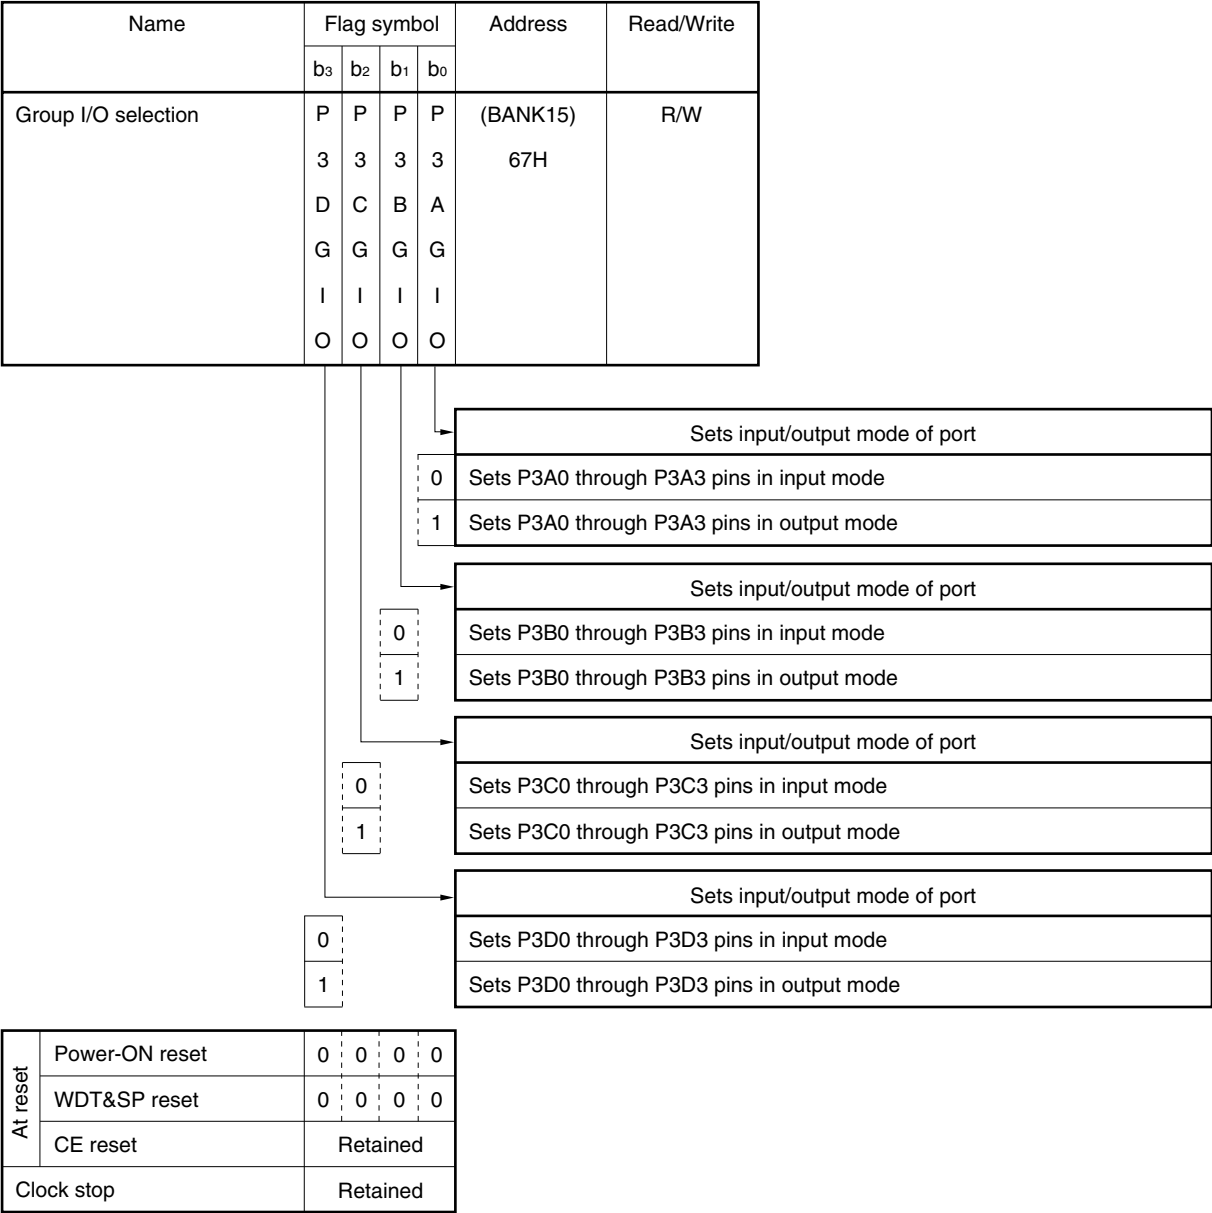 Name Flag symbol Address Read/Write
b3 b2 b1 b0
Group I/O selection P P P P (BANK15) R/W
3 3 3 3 67H
D C B A
G G G G
I I I I
O O O O
Sets input/output mode of port
0 Sets P3A0 through P3A3 pins in input mode
1 Sets P3A0 through P3A3 pins in output mode
Sets input/output mode of port
0 Sets P3B0 through P3B3 pins in input mode
1 Sets P3B0 through P3B3 pins in output mode
Sets input/output mode of port
0 Sets P3C0 through P3C3 pins in input mode
1 Sets P3C0 through P3C3 pins in output mode
Sets input/output mode of port
0 Sets P3D0 through P3D3 pins in input mode
1 Sets P3D0 through P3D3 pins in output mode
At reset
Power-ON reset 0 0 0 0
WDT&SP reset 0 0 0 0
CE reset Retained
Clock stop Retained